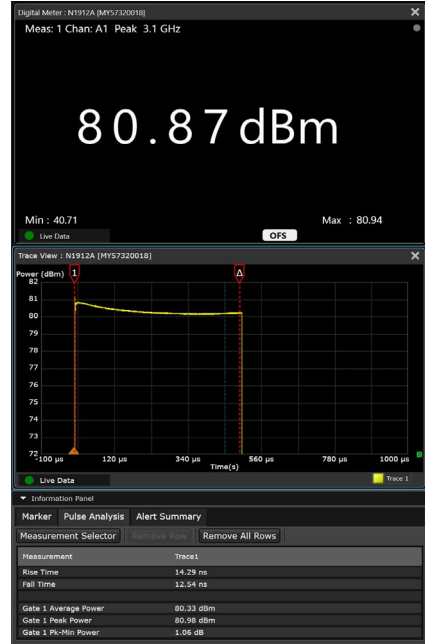 Digital Meter : N1912A [MY57320018]
Meas: 1 Chan: A1 Peak 3.1 GHz
80.87dBm
Min : 40.71
Max : 80.94
Live Data
OFS
Trace View : N1912A [MY57320018]
Power (dBm)
1
Δ
82
81
80
79
78
77
76
75
74
73
72
-100 µs
120 µs
340 µs
560 µs
780 µs
1000 µs
Time(s)
Live Data
Trace 1
Information Panel
Marker Pulse Analysis Alert Summary
Measurement Selector Remove Row Remove All Rows
Measurement Trace1
Rise Time 14.29 ns
Fall Time 12.54 ns
Gate 1 Average Power 80.33 dBm
Gate 1 Peak Power 80.98 dBm
Gate 1 Pk-Min Power 1.06 dB